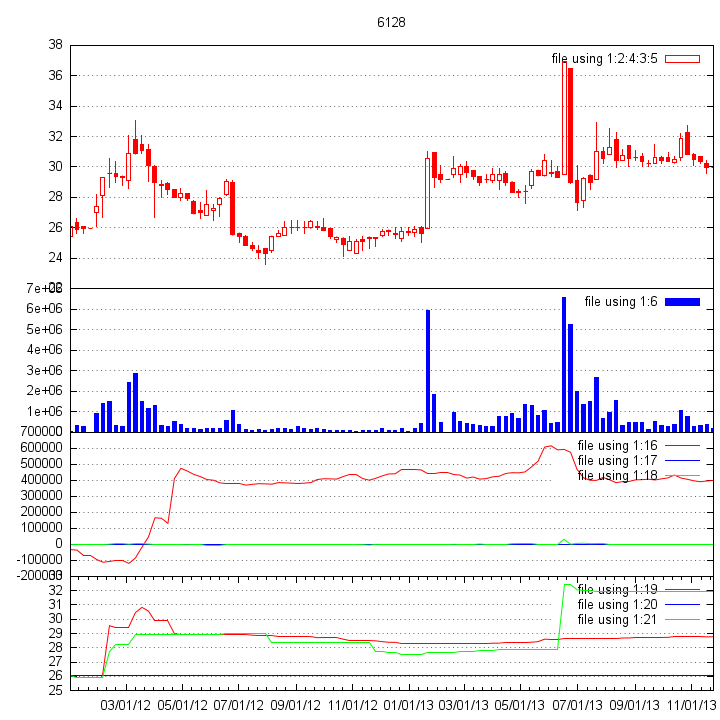 6128
38
file using 1:2:4:3:5
36
34
32
30
28
26
24
7e+06
file using 1:6
6e+06
5e+06
4e+06
3e+06
2e+06
1e+06
700000
file using 1:16
600000
file using 1:17
500000
file using 1:18
400000
300000
200000
100000
0
-100000
-200000
file using 1:19
32
file using 1:20
31
file using 1:21
30
29
28
27
26
25
03/01/12 05/01/12 07/01/12 09/01/12 11/01/12 01/01/13 03/01/13 05/01/13 07/01/13 09/01/13 11/01/13